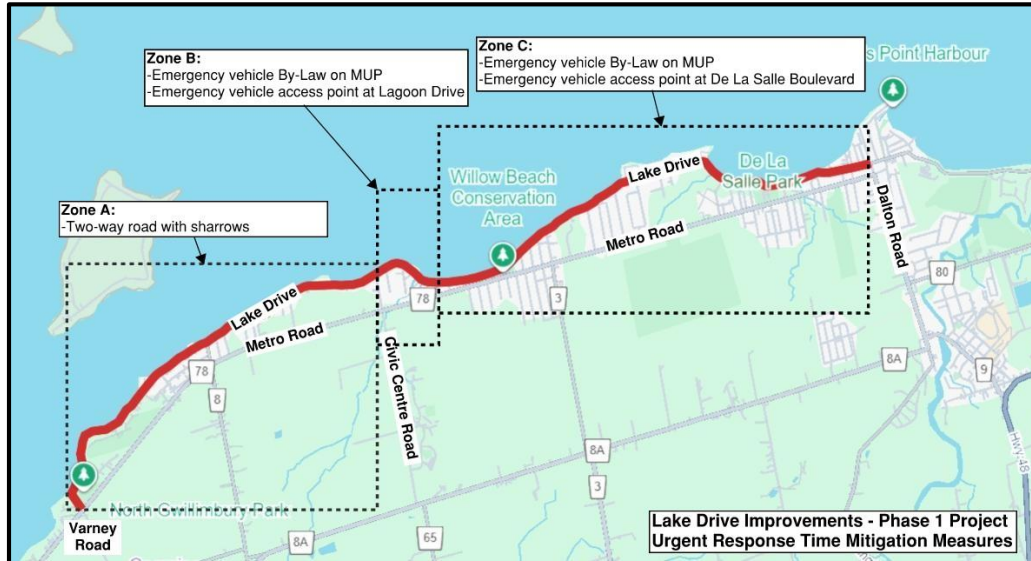 Zone B:
-Emergency vehicle By-Law on MUP
-Emergency vehicle access point at Lagoon Drive
Zone C:
-Emergency vehicle By-Law on MUP
-Emergency vehicle access point at De La Salle Boulevard
s Point Harbour
Zone A:
-Two-way road with sharrows
Willow Beach
Conservation
Area
Lake Drive
De La
Salle Park
Metro Road
Dalton Road
Lake Drive
Metro Road
78
3
80
Civic Centre Road
78
8
8A
9
8A
3
Hwy 48
North Gwillimbury Park
Varney
Road
8A
65
Lake Drive Improvements - Phase 1 Project
Urgent Response Time Mitigation Measures